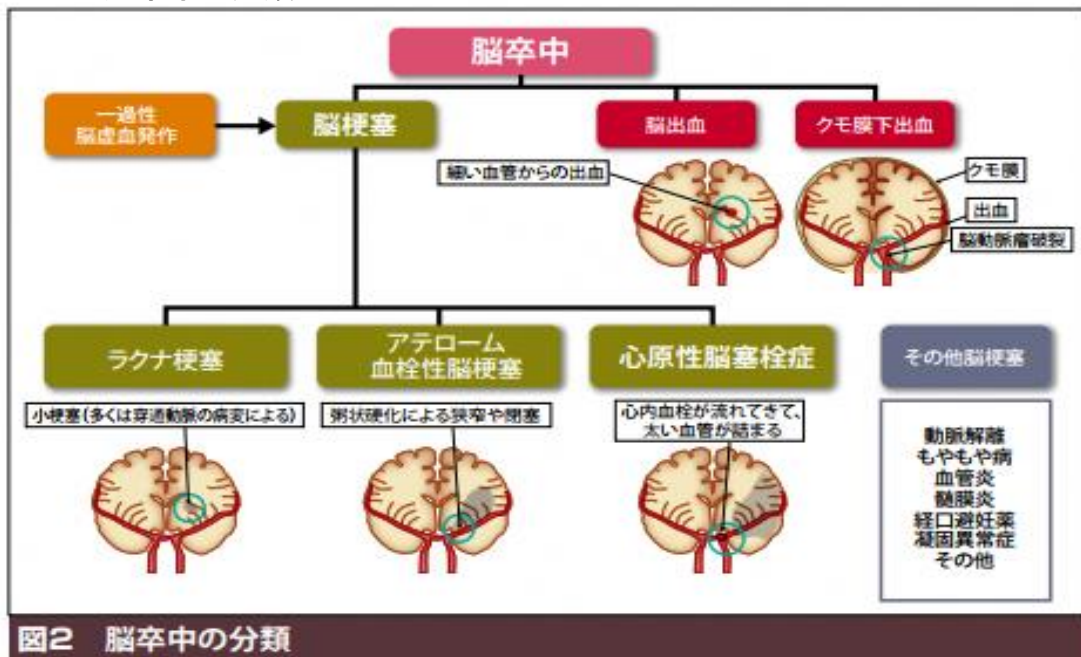 脳卒中
一過性
脳虚血発作
脳梗塞
脳出血
クモ膜下出血
細い血管からの出血
クモ膜
出血
脳動脈瘤破裂
ラクナ梗塞
アテローム
血栓性脳梗塞
心原性脳塞栓症
その他脳梗塞
小梗塞(多くは穿通動脈の病変による)
粥状硬化による狭窄や閉塞
心内血栓が流れてきて、
太い血管が詰まる
動脈解離
もやもや病
血管炎
髄膜炎
経口避妊薬
凝固異常症
その他
図2 脳卒中の分類